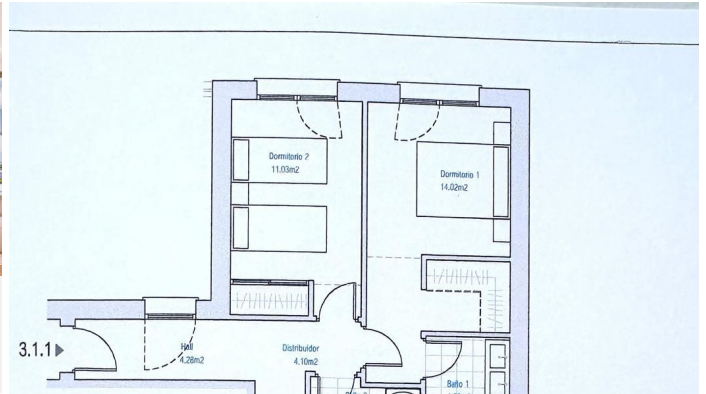 Dormitorio 2
11.03m2
Dormitorio 1
14.02m2
3.1.1
Hall
4.28m2
Distribuidor
4.10m2
Baño 1